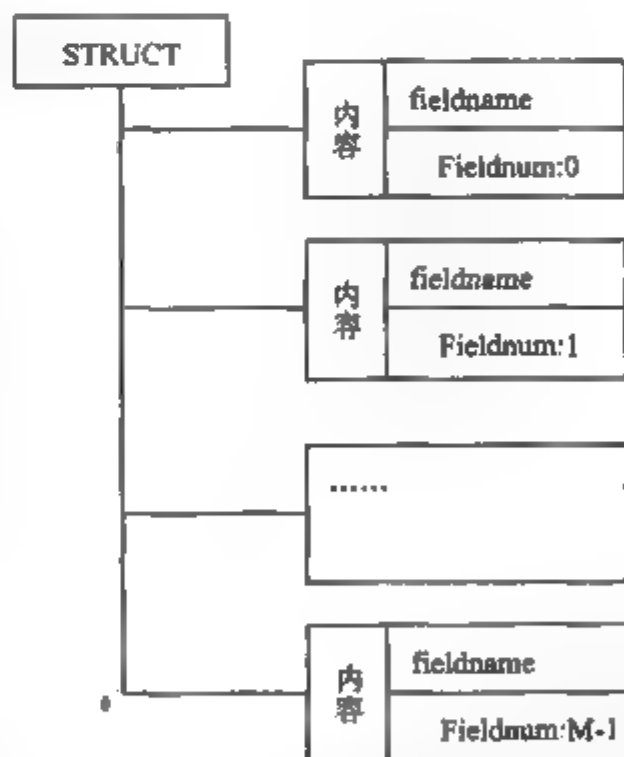 STRUCT
内容
fieldname
Fieldnum:0
内容
fieldname
Fieldnum:1
......
内容
fieldname
Fieldnum:M-1